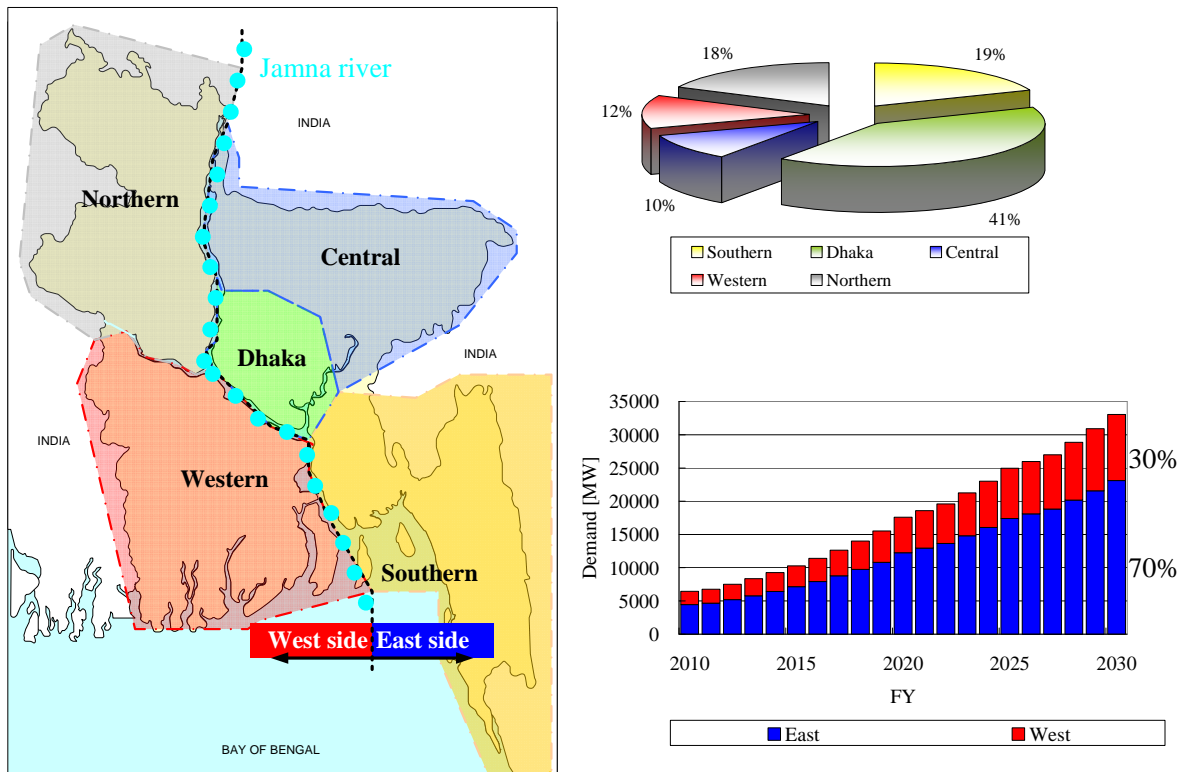 Jamna river
INDIA
Northern
Central
Dhaka
INDIA
INDIA
Western
Southern
West side East side
BAY OF BENGAL
18%
19%
12%
10%
41%
Southern Dhaka Central
Western Northern
35000
30000
25000
20000
15000
10000
5000
0
Demand [MW]
30%
70%
2010 2015 2020 2025 2030
FY
East West